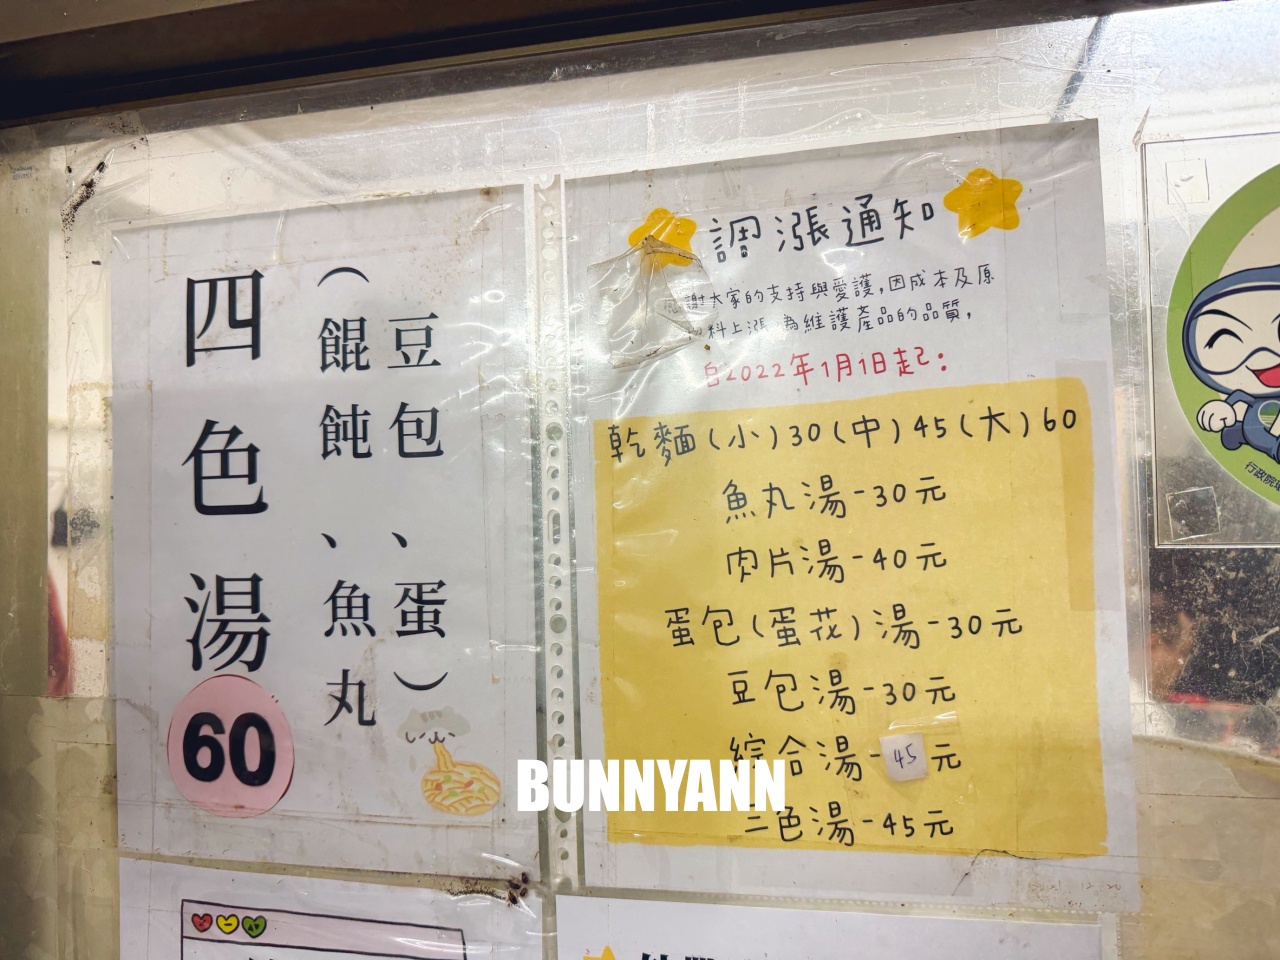 四色湯
60
（餛飩、魚丸
豆包、蛋）
調漲通知
感謝大家的支持與愛護,因成本及原
物料上漲,為維護產品的品質,
自2022年1月1日起:
乾麵(小)30(中)45(大)60
魚丸湯-30元
肉片湯-40元
蛋包(蛋花)湯-30元
豆包湯-30元
綜合湯-45元
湯-45元
BUNNYANN
行政院